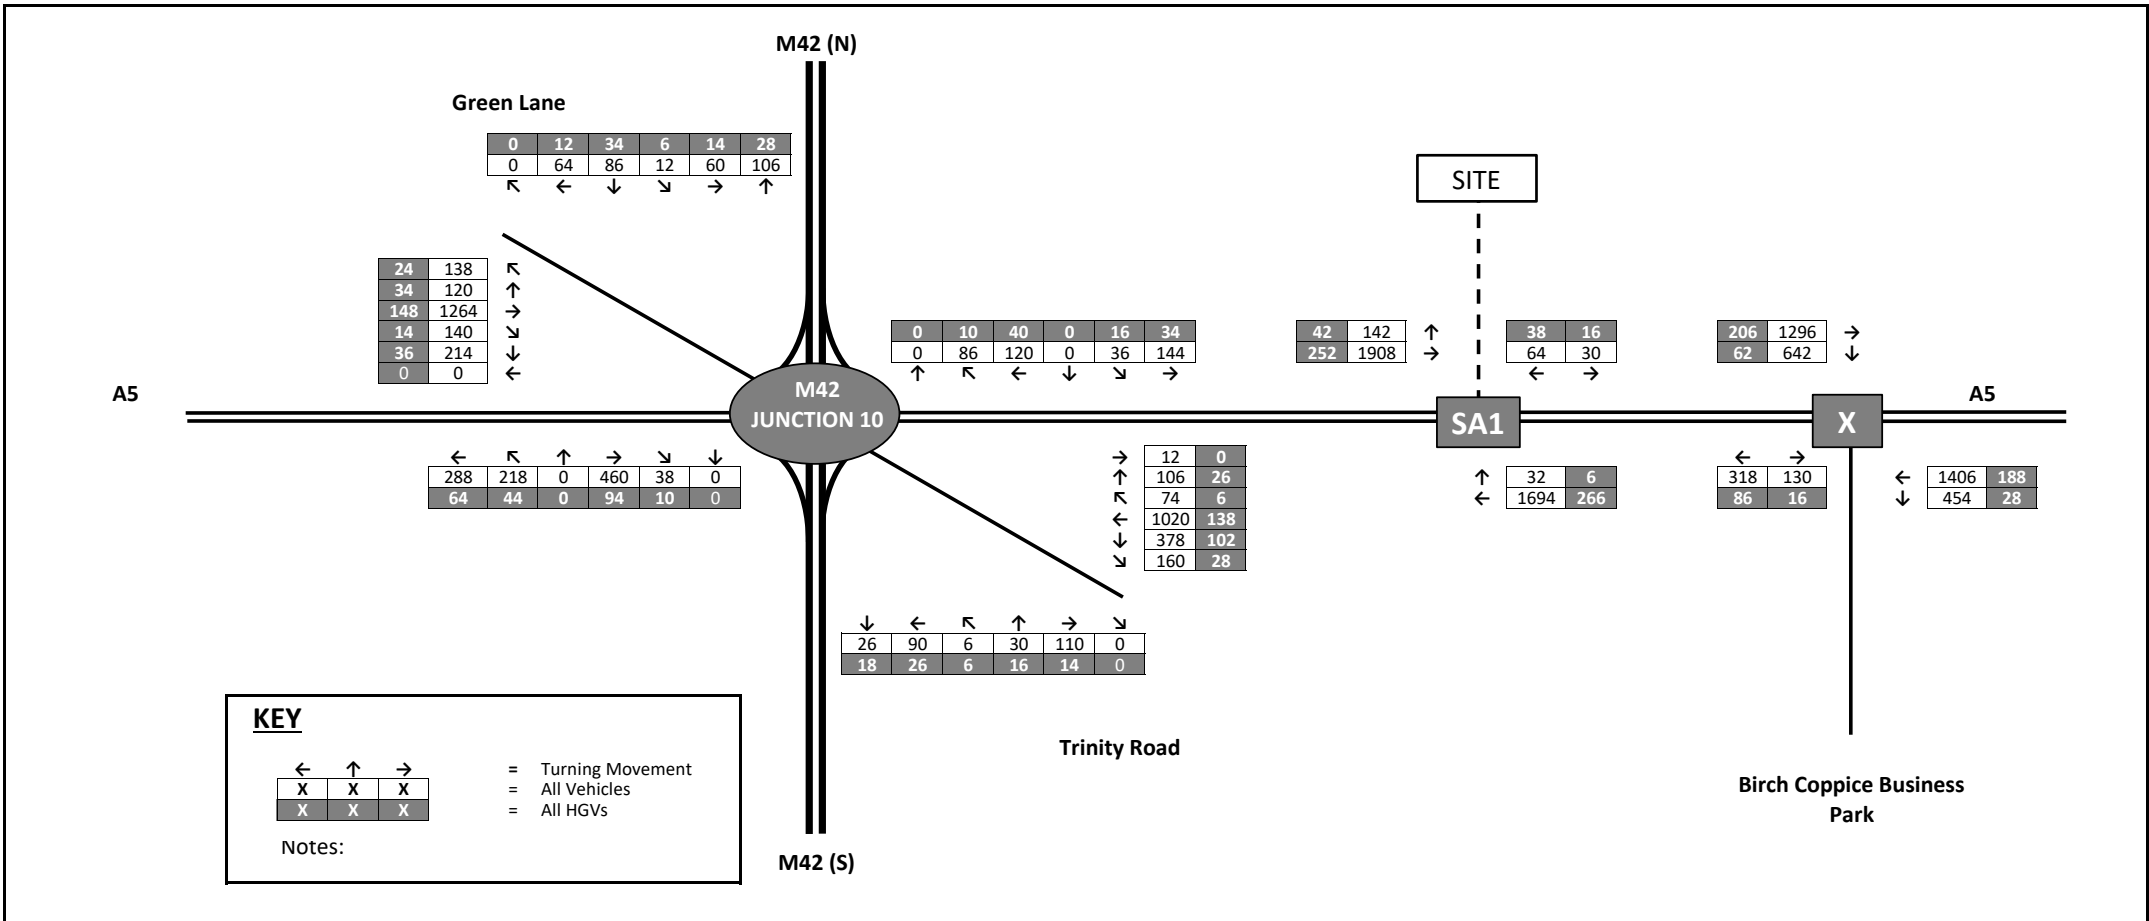 M42 (N)
Green Lane
0 12 34 6 14 28
0 64 86 12 60 106
↖ ← ↓ ↘ → ↑
SITE
24 138 ↖
34 120 ↑
148 1264 →
14 140 ↘
36 214 ↓
0 0 ←
0 10 40 0 16 34
0 86 120 0 36 144
↑ ↖ ← ↓ ↘ →
42 142 ↑
252 1908 →
38 16
64 30
← →
206 1296 →
62 642 ↓
A5
M42
JUNCTION 10
SA1
X
A5
← ↖ ↑ → ↘ ↓
288 218 0 460 38 0
64 44 0 94 10 0
→ 12 0
↑ 106 26
↖ 74 6
← 1020 138
↓ 378 102
↘ 160 28
↑ 32 6
← 1694 266
← →
318 130
86 16
← 1406 188
↓ 454 28
↓ ← ↖ ↑ → ↘
26 90 6 30 110 0
18 26 6 16 14 0
Trinity Road
Birch Coppice Business
Park
M42 (S)
KEY
← ↑ → = Turning Movement
X X X = All Vehicles
X X X = All HGVs
Notes: